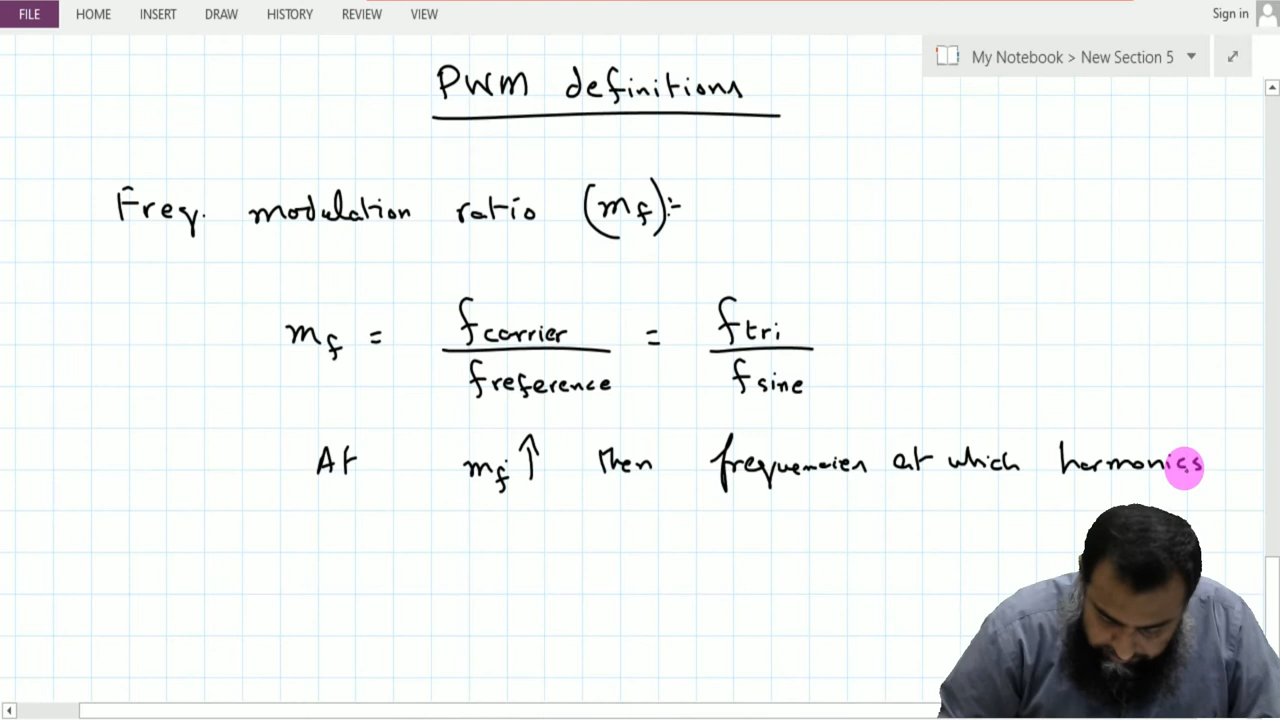 FILE HOME INSERT DRAW HISTORY REVIEW VIEW Sign in
My Notebook > New Section 5
PWM definitions
Freq. modulation ratio (mf):-
mf = fcarrier / freference = ftri / fsine
At mf ↑ then frequencies at which harmonics